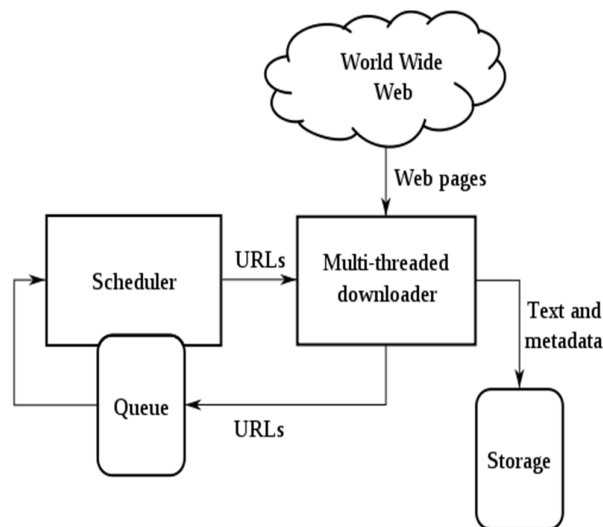 World Wide
Web
Web pages
Scheduler
URLs
Multi-threaded
downloader
Text and
metadata
Queue
URLs
Storage